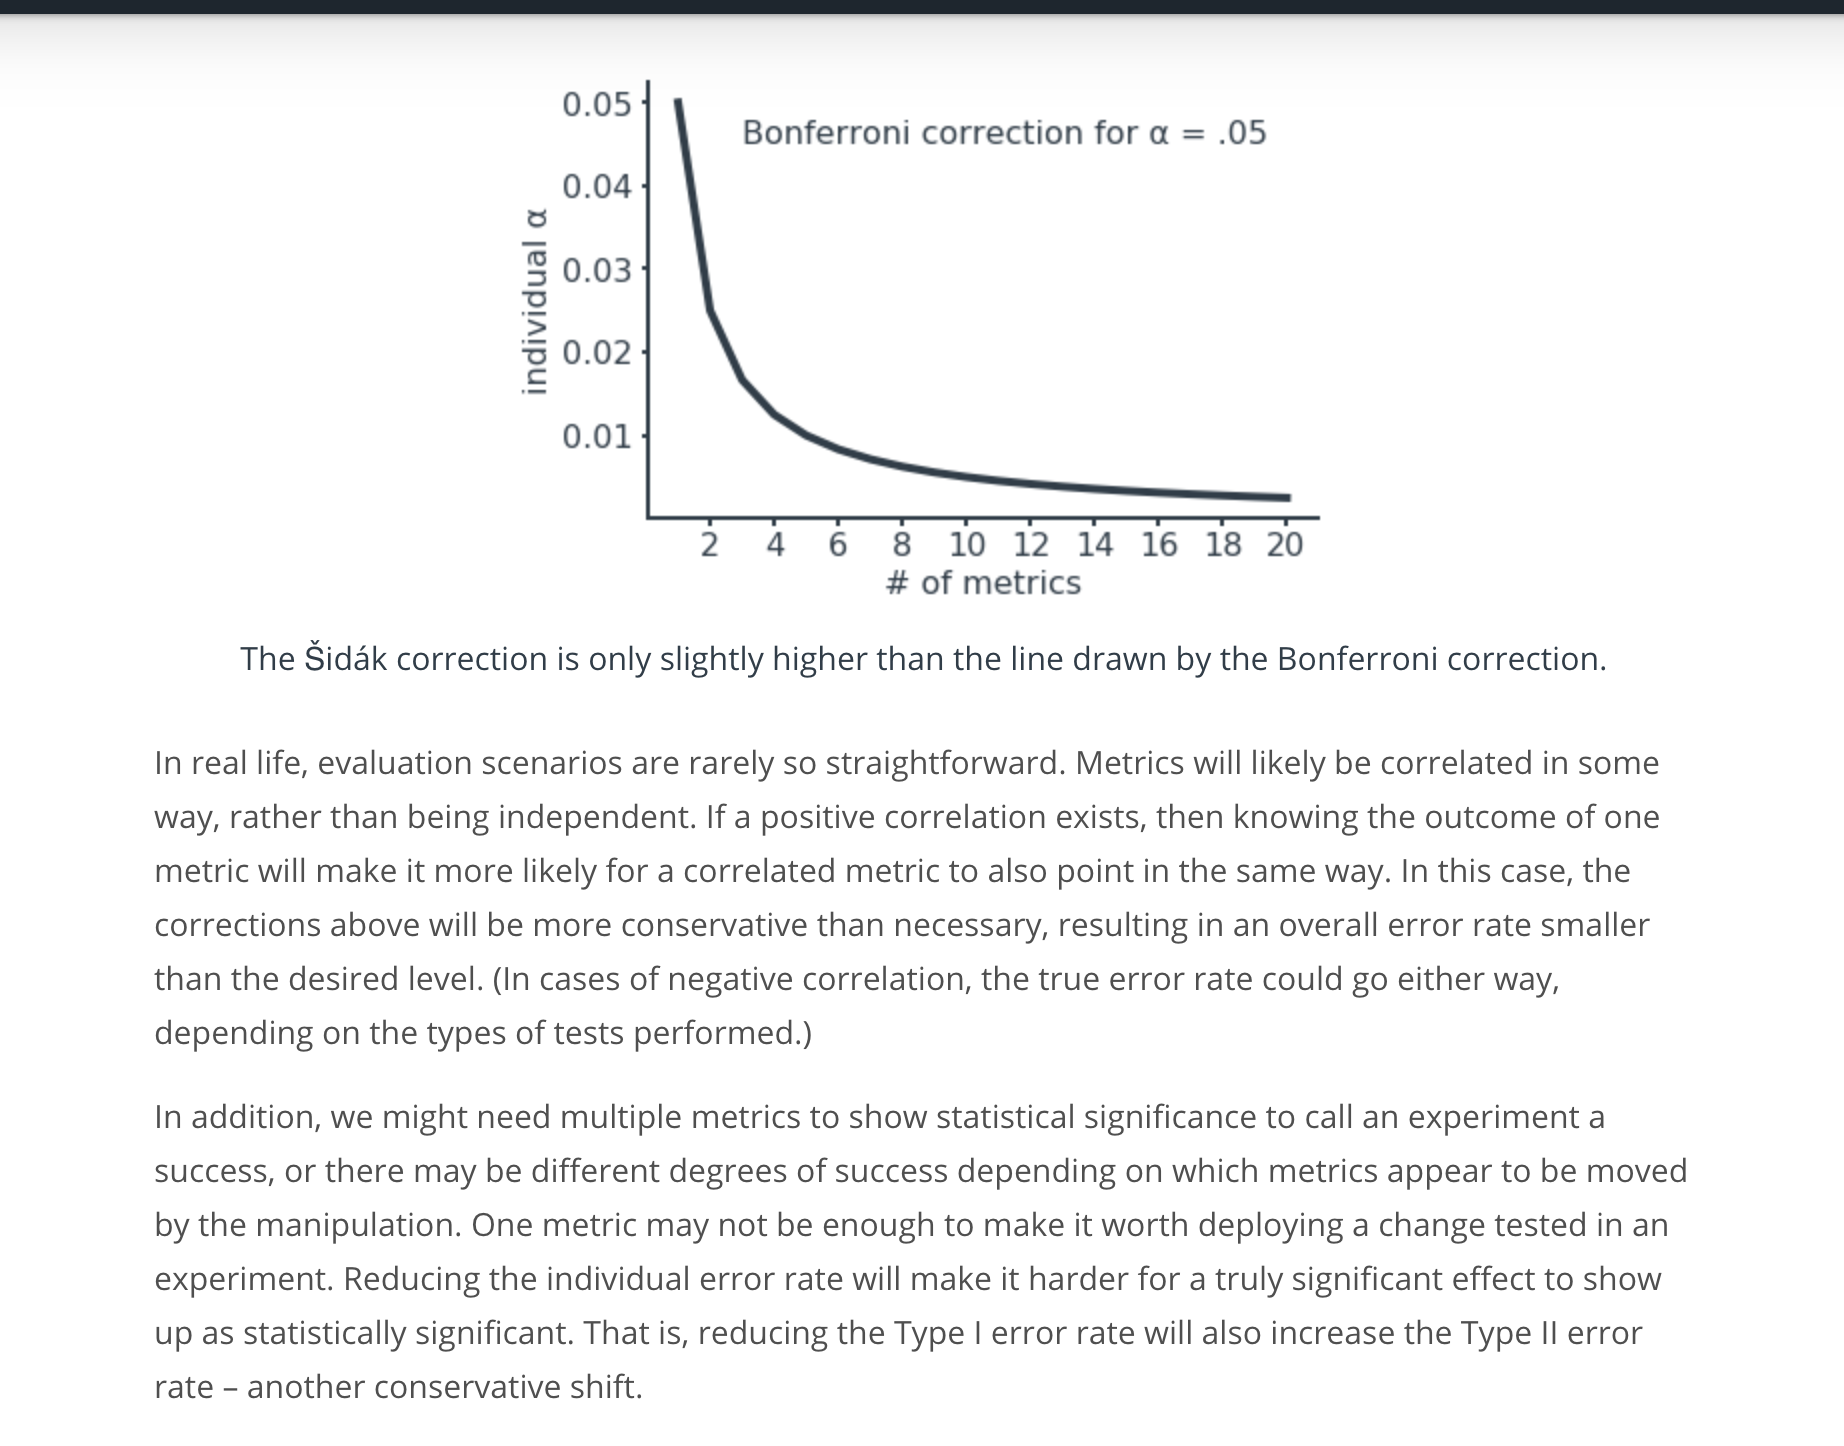 0.05
Bonferroni correction for α = .05
0.04
0.03
0.02
0.01
individual α
2 4 6 8 10 12 14 16 18 20
# of metrics
The Šidák correction is only slightly higher than the line drawn by the Bonferroni correction.
In real life, evaluation scenarios are rarely so straightforward. Metrics will likely be correlated in some
way, rather than being independent. If a positive correlation exists, then knowing the outcome of one
metric will make it more likely for a correlated metric to also point in the same way. In this case, the
corrections above will be more conservative than necessary, resulting in an overall error rate smaller
than the desired level. (In cases of negative correlation, the true error rate could go either way,
depending on the types of tests performed.)
In addition, we might need multiple metrics to show statistical significance to call an experiment a
success, or there may be different degrees of success depending on which metrics appear to be moved
by the manipulation. One metric may not be enough to make it worth deploying a change tested in an
experiment. Reducing the individual error rate will make it harder for a truly significant effect to show
up as statistically significant. That is, reducing the Type I error rate will also increase the Type II error
rate – another conservative shift.